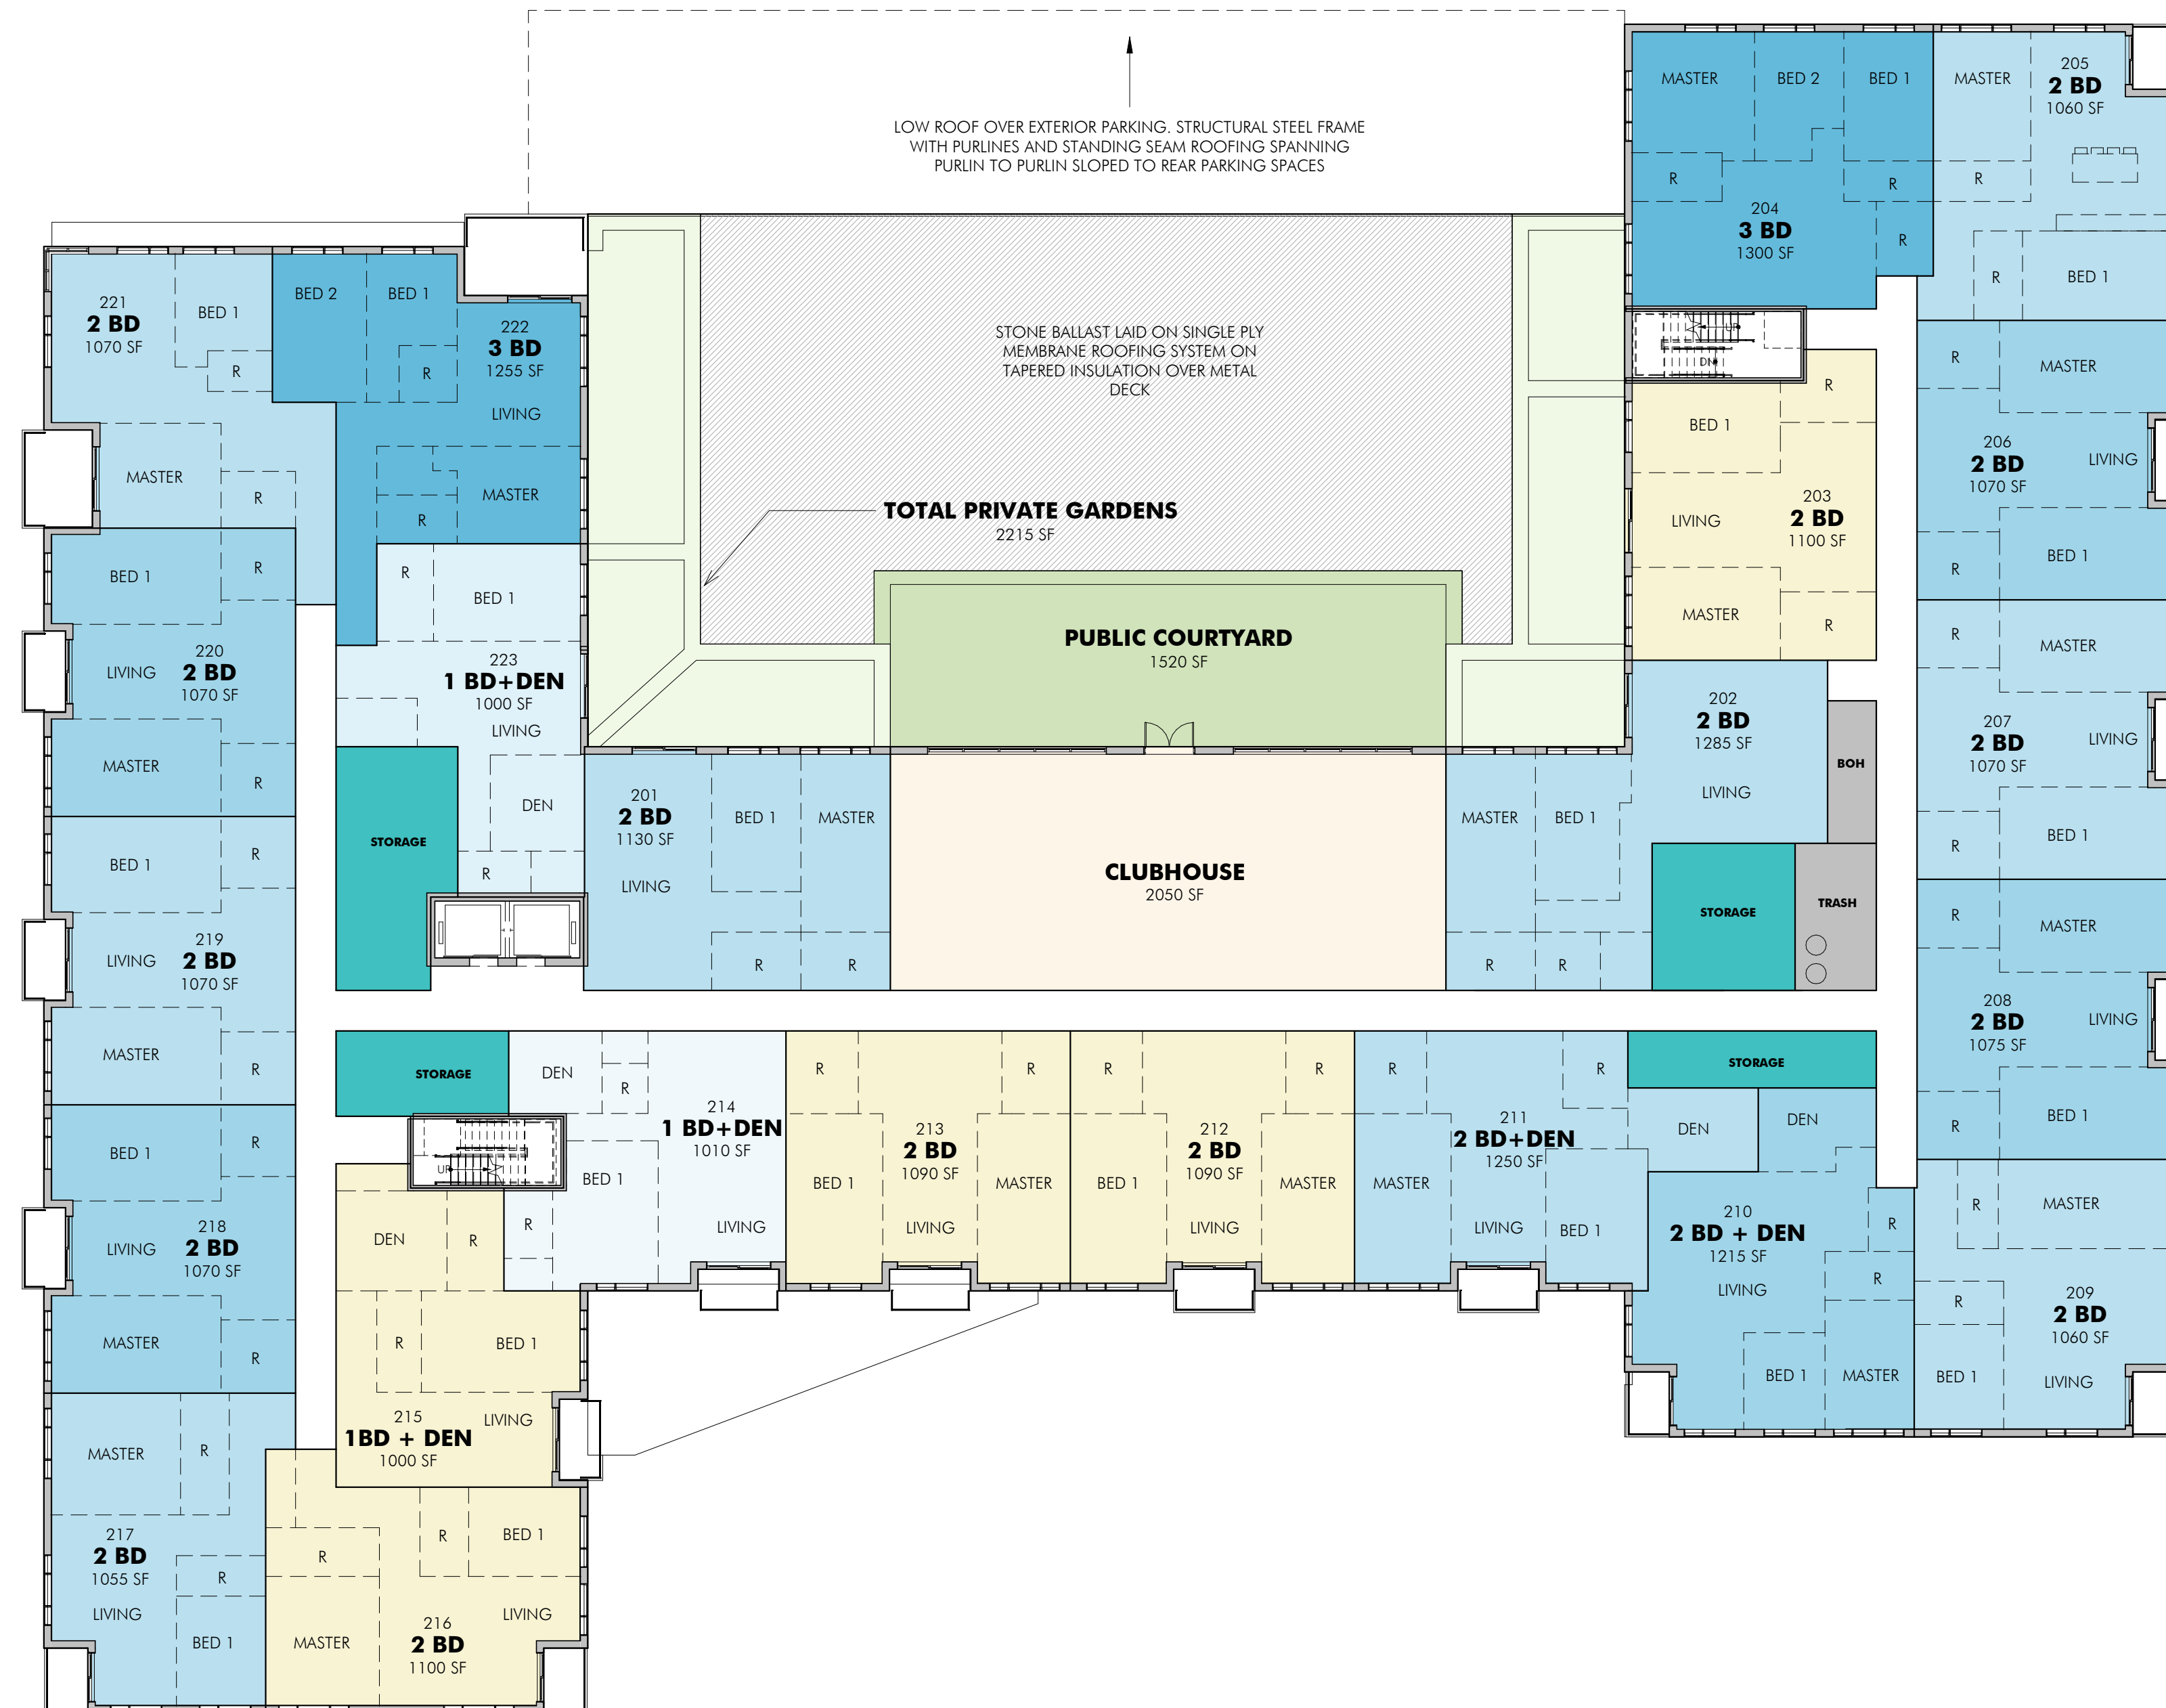 LOW ROOF OVER EXTERIOR PARKING. STRUCTURAL STEEL FRAME
WITH PURLINES AND STANDING SEAM ROOFING SPANNING
PURLIN TO PURLIN SLOPED TO REAR PARKING SPACES
MASTER
BED 2
BED 1
R
R
R
204
3 BD
1300 SF
UP
DN
MASTER
205
2 BD
1060 SF
R
R
BED 1
221
2 BD
1070 SF
BED 1
R
MASTER
R
BED 2
BED 1
222
3 BD
1255 SF
R
LIVING
MASTER
R
STONE BALLAST LAID ON SINGLE PLY
MEMBRANE ROOFING SYSTEM ON
TAPERED INSULATION OVER METAL
DECK
TOTAL PRIVATE GARDENS
2215 SF
PUBLIC COURTYARD
1520 SF
R
BED 1
203
2 BD
1100 SF
LIVING
MASTER
R
R
MASTER
206
2 BD
1070 SF
LIVING
R
BED 1
BED 1
R
220
2 BD
1070 SF
LIVING
MASTER
R
R
BED 1
223
1 BD+DEN
1000 SF
LIVING
DEN
R
STORAGE
R
MASTER
207
2 BD
1070 SF
LIVING
R
BED 1
201
2 BD
1130 SF
LIVING
BED 1
MASTER
R
R
CLUBHOUSE
2050 SF
202
2 BD
1285 SF
LIVING
MASTER
BED 1
R
R
BOH
STORAGE
TRASH
BED 1
R
219
2 BD
1070 SF
LIVING
MASTER
R
R
MASTER
208
2 BD
1075 SF
LIVING
R
BED 1
STORAGE
DEN
R
214
1 BD+DEN
1010 SF
BED 1
R
LIVING
UP
R
R
213
2 BD
1090 SF
BED 1
MASTER
LIVING
R
R
212
2 BD
1090 SF
BED 1
MASTER
LIVING
R
R
211
2 BD+DEN
1250 SF
MASTER
LIVING
BED 1
DEN
STORAGE
DEN
210
2 BD + DEN
1215 SF
LIVING
R
R
BED 1
MASTER
R
MASTER
209
2 BD
1060 SF
R
BED 1
LIVING
BED 1
R
218
2 BD
1070 SF
LIVING
MASTER
R
DEN
R
R
BED 1
215
1BD + DEN
1000 SF
LIVING
MASTER
R
217
2 BD
1055 SF
LIVING
R
BED 1
R
R
BED 1
216
2 BD
1100 SF
LIVING
MASTER